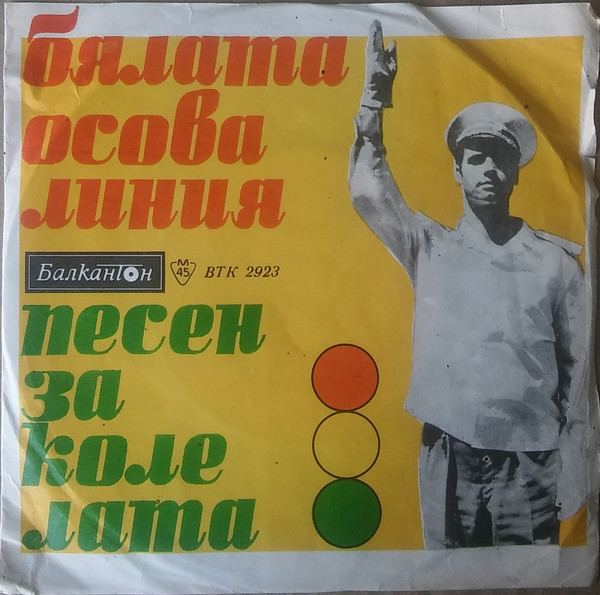 бялата
осова
линия
Балкантон М 45 ВТК 2923
песен
за
коле
лата